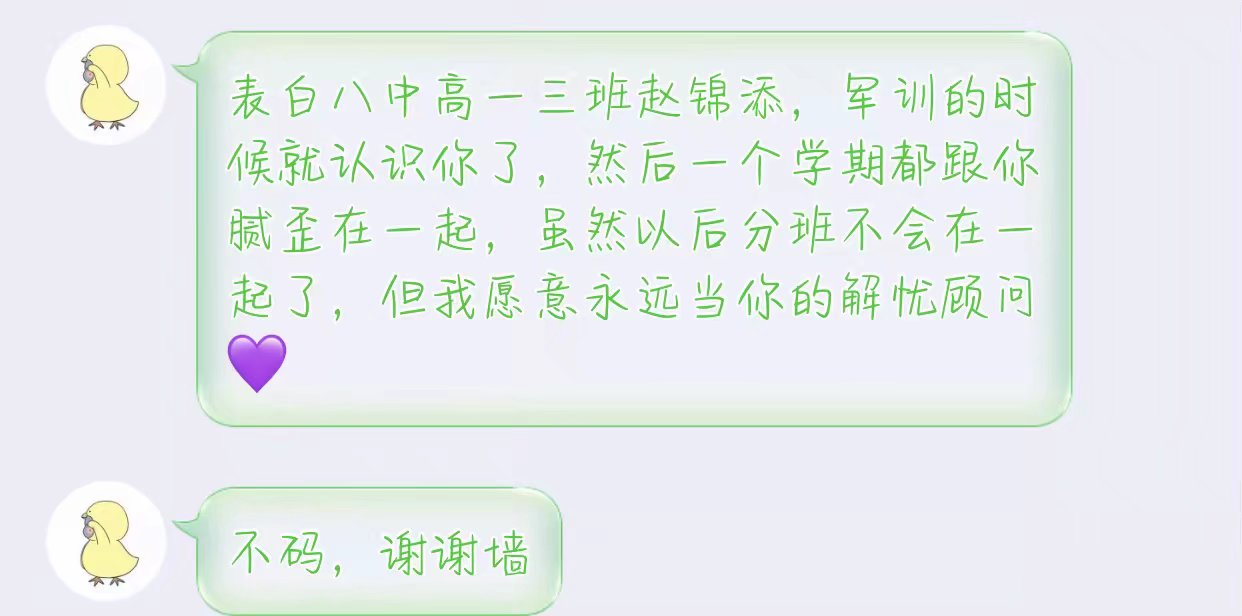 表白八中高一三班赵锦添，军训的时
候就认识你了，然后一个学期都跟你
腻歪在一起，虽然以后分班不会在一
起了，但我愿意永远当你的解忧顾问
💜
不码，谢谢墙